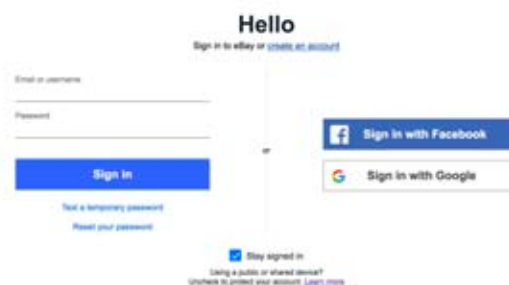 Hello
Sign in to eBay or create an account
Email or username
Password
Sign in
Text a temporary password
Reset your password
or
Sign in with Facebook
Sign in with Google
Stay signed in
Using a public or shared device?
Uncheck to protect your account. Learn more